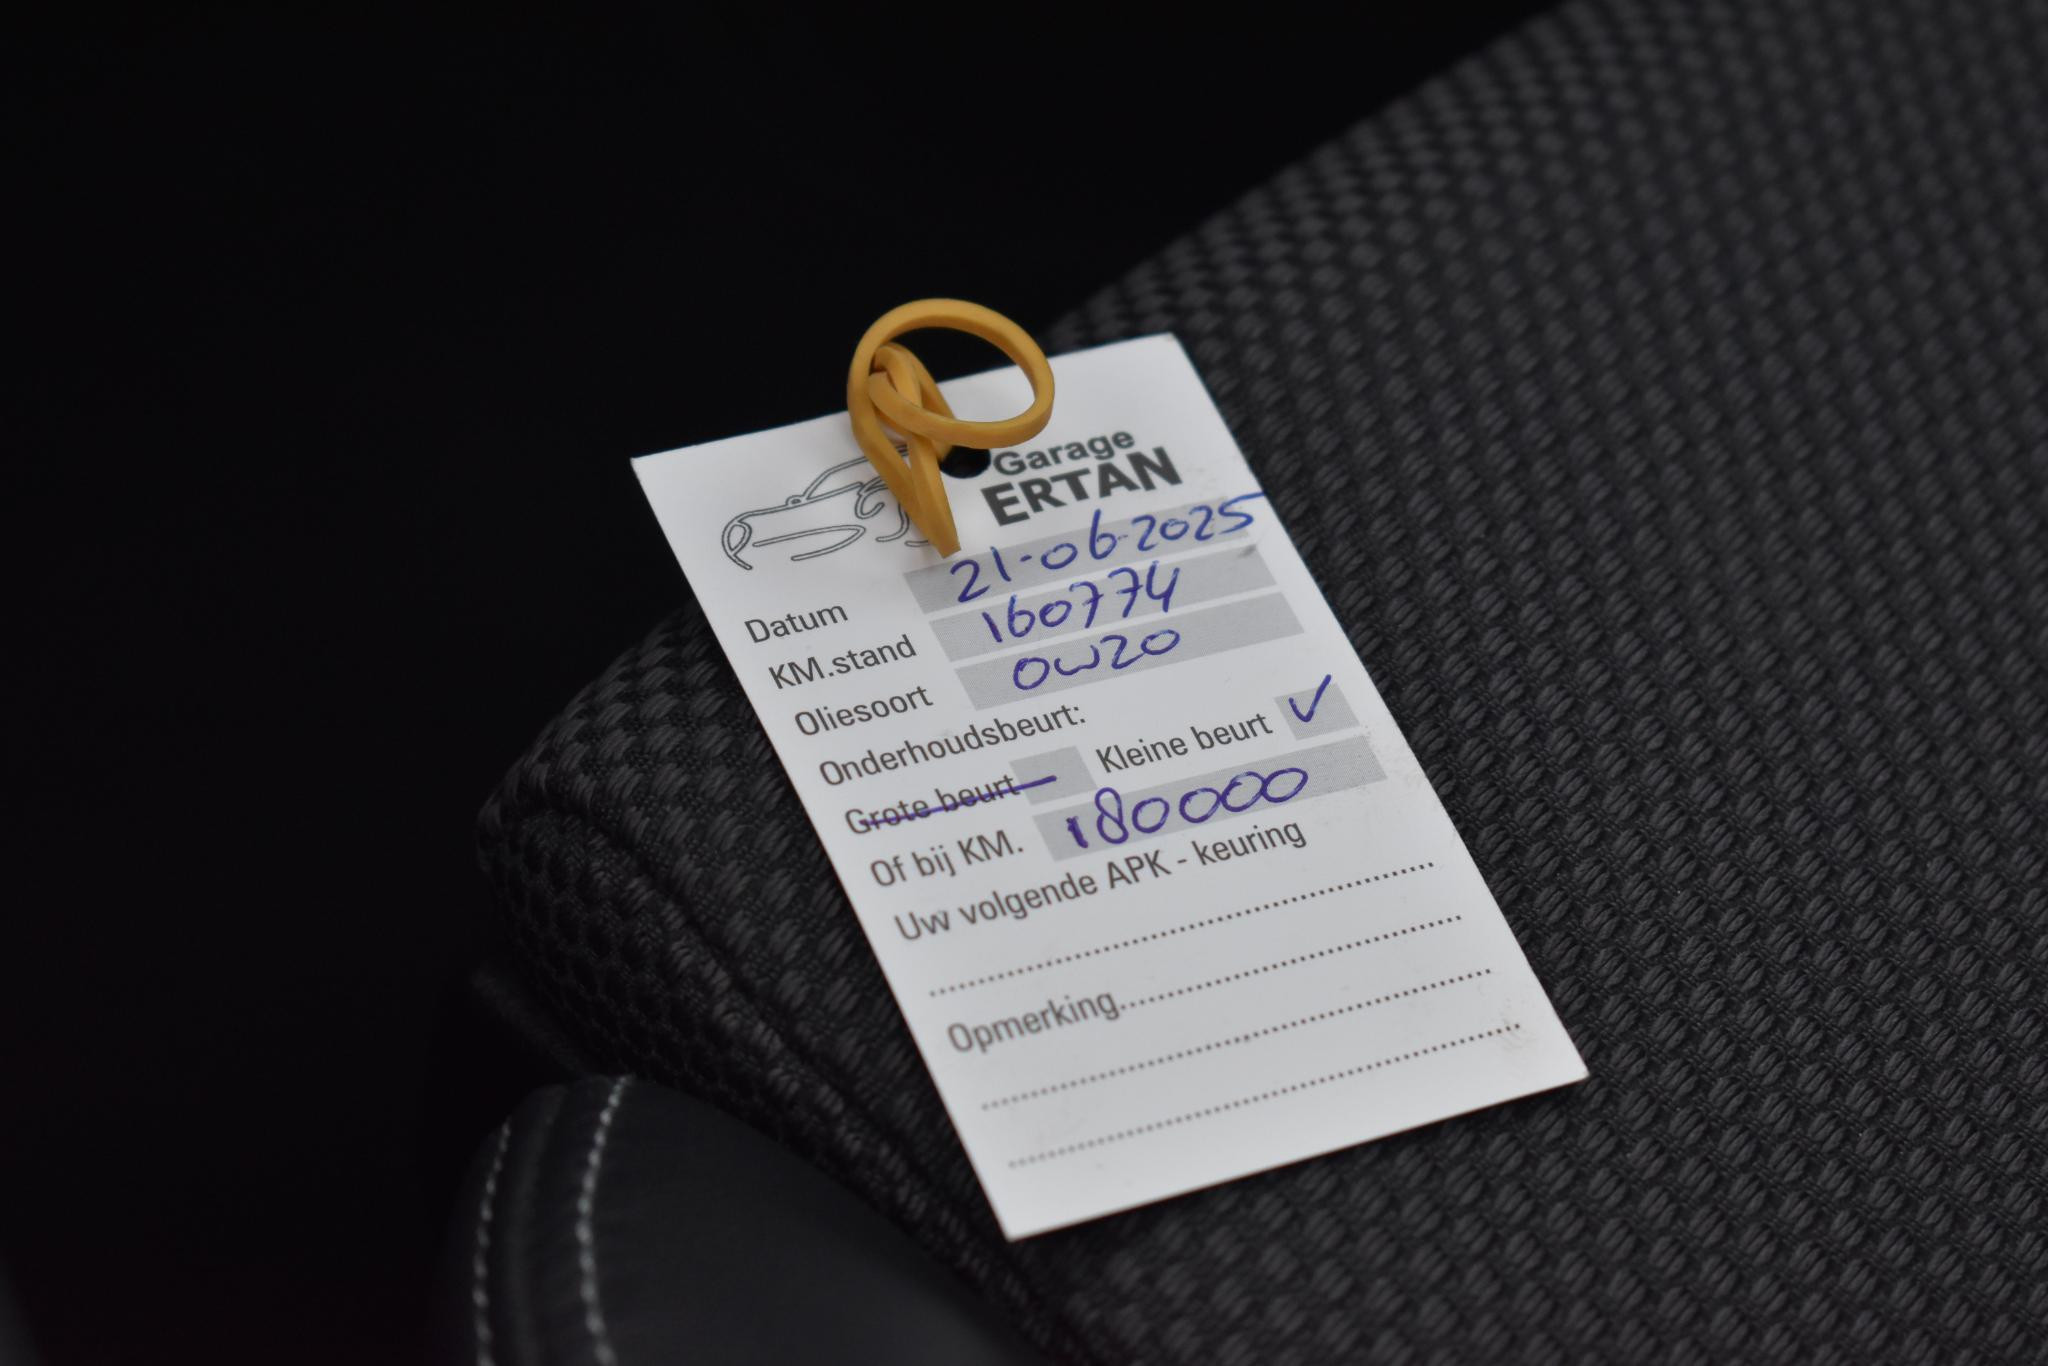 Garage
ERTAN
Datum 21-06-2025
KM.stand 160774
Oliesoort 0W20
Onderhoudsbeurt:
Grote beurt Kleine beurt ✓
Of bij KM. 180000
Uw volgende APK - keuring
Opmerking